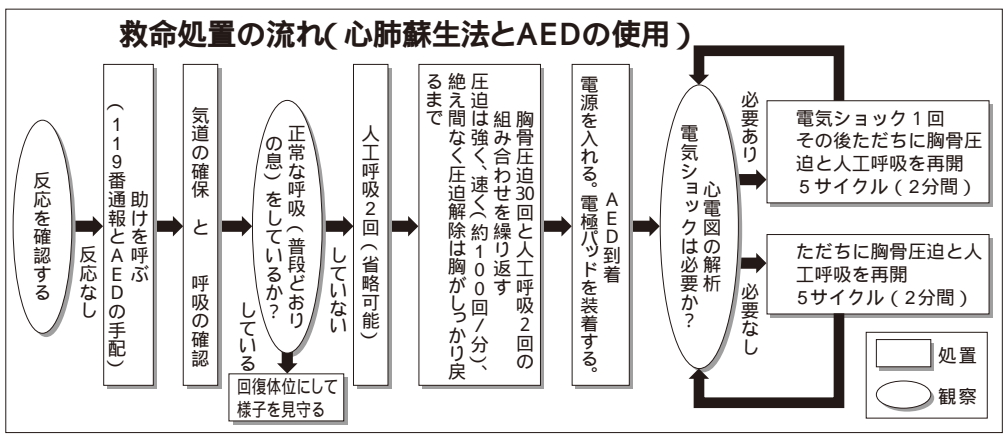 救命処置の流れ(心肺蘇生法とAEDの使用)
反応を確認する
反応なし
助けを呼ぶ
(119番通報とAEDの手配)
気道の確保 と 呼吸の確認
正常な呼吸(普段どおり
の息)をしているか?
していない
している
回復体位にして
様子を見守る
人工呼吸2回(省略可能)
胸骨圧迫30回と人工呼吸2回の
組み合わせを繰り返す
圧迫は強く、速く(約100回/分)、
絶え間なく圧迫解除は胸がしっかり戻
るまで
AED到着
電源を入れる。電極パッドを装着する。
心電図の解析
電気ショックは必要か?
必要あり
電気ショック1回
その後ただちに胸骨圧
迫と人工呼吸を再開
5サイクル(2分間)
必要なし
ただちに胸骨圧迫と人
工呼吸を再開
5サイクル(2分間)
処置
観察